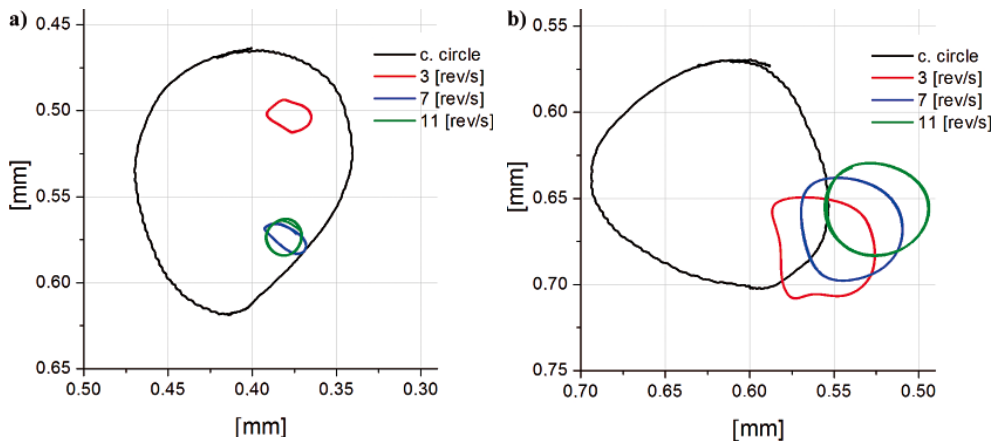 a)
0.45
0.50
0.55
0.60
0.65
[mm]
0.50 0.45 0.40 0.35 0.30
[mm]
c. circle
3 [rev/s]
7 [rev/s]
11 [rev/s]
b)
0.55
0.60
0.65
0.70
0.75
[mm]
0.70 0.65 0.60 0.55 0.50
[mm]
c. circle
3 [rev/s]
7 [rev/s]
11 [rev/s]